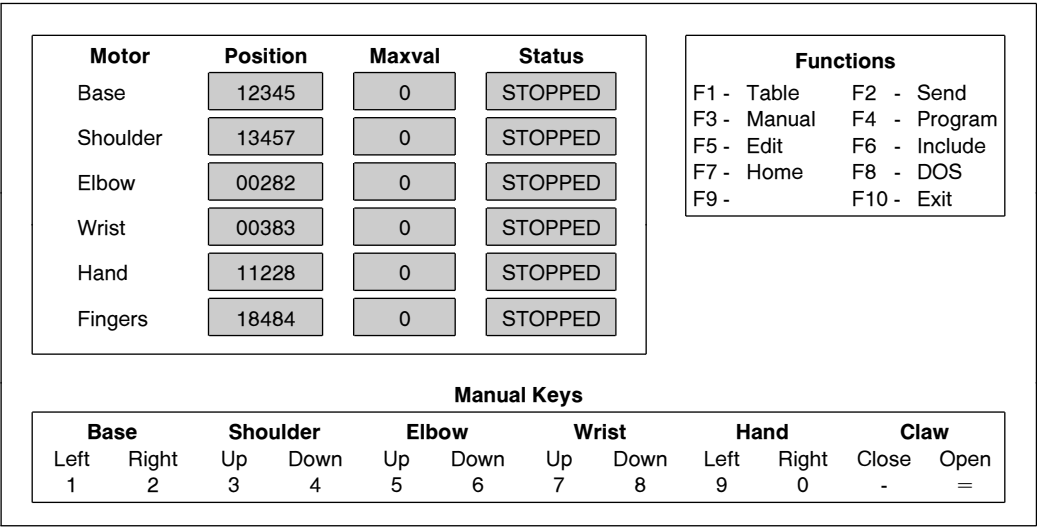 Motor Position Maxval Status
Base 12345 0 STOPPED
Shoulder 13457 0 STOPPED
Elbow 00282 0 STOPPED
Wrist 00383 0 STOPPED
Hand 11228 0 STOPPED
Fingers 18484 0 STOPPED
Functions
F1 - Table F2 - Send
F3 - Manual F4 - Program
F5 - Edit F6 - Include
F7 - Home F8 - DOS
F9 - F10 - Exit
Manual Keys
Base Shoulder Elbow Wrist Hand Claw
Left Right Up Down Up Down Up Down Left Right Close Open
1 2 3 4 5 6 7 8 9 0 - =